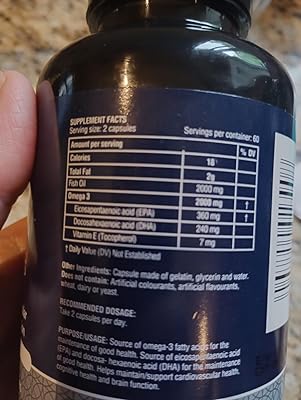 SUPPLEMENT FACTS
Serving size: 2 capsules Servings per container: 60
Amount per serving % DV
Calories 18
Total Fat 2g
Fish Oil 2000 mg
Omega 3 2000 mg †
Eicosapentaenoic acid (EPA) 360 mg †
Docosahexaenoic acid (DHA) 240 mg
Vitamin E (Tocopherol) 7 mg
† Daily Value (DV) Not Established
Other Ingredients: Capsule made of gelatin, glycerin and water.
Does not contain: Artificial colourants, artificial flavourants,
wheat, dairy or yeast.
RECOMMENDED DOSAGE:
Take 2 capsules per day.
PURPOSE/USAGE: Source of omega-3 fatty acids for the
maintenance of good health. Source of eicosapentaenoic acid
(EPA) and docosa- hexaenoic acid (DHA) for the maintenance
of good health. Helps maintain/support cardiovascular health,
cognitive health and brain function.